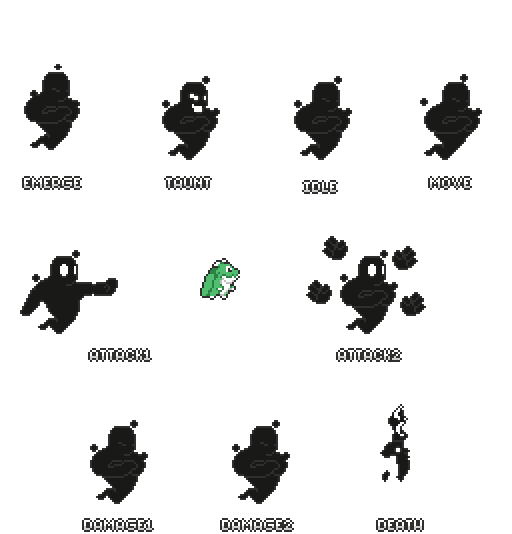 EMERGE
TAUNT
IDLE
MOVE
ATTACK1
ATTACK2
DAMAGE1
DAMAGE2
DEATH